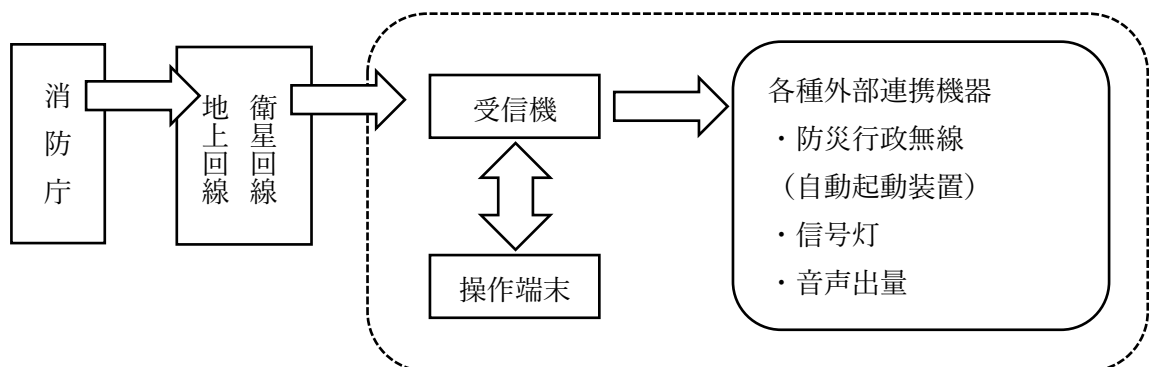 消防庁
衛星回線
地上回線
受信機
操作端末
各種外部連携機器
・防災行政無線
（自動起動装置）
・信号灯
・音声出量